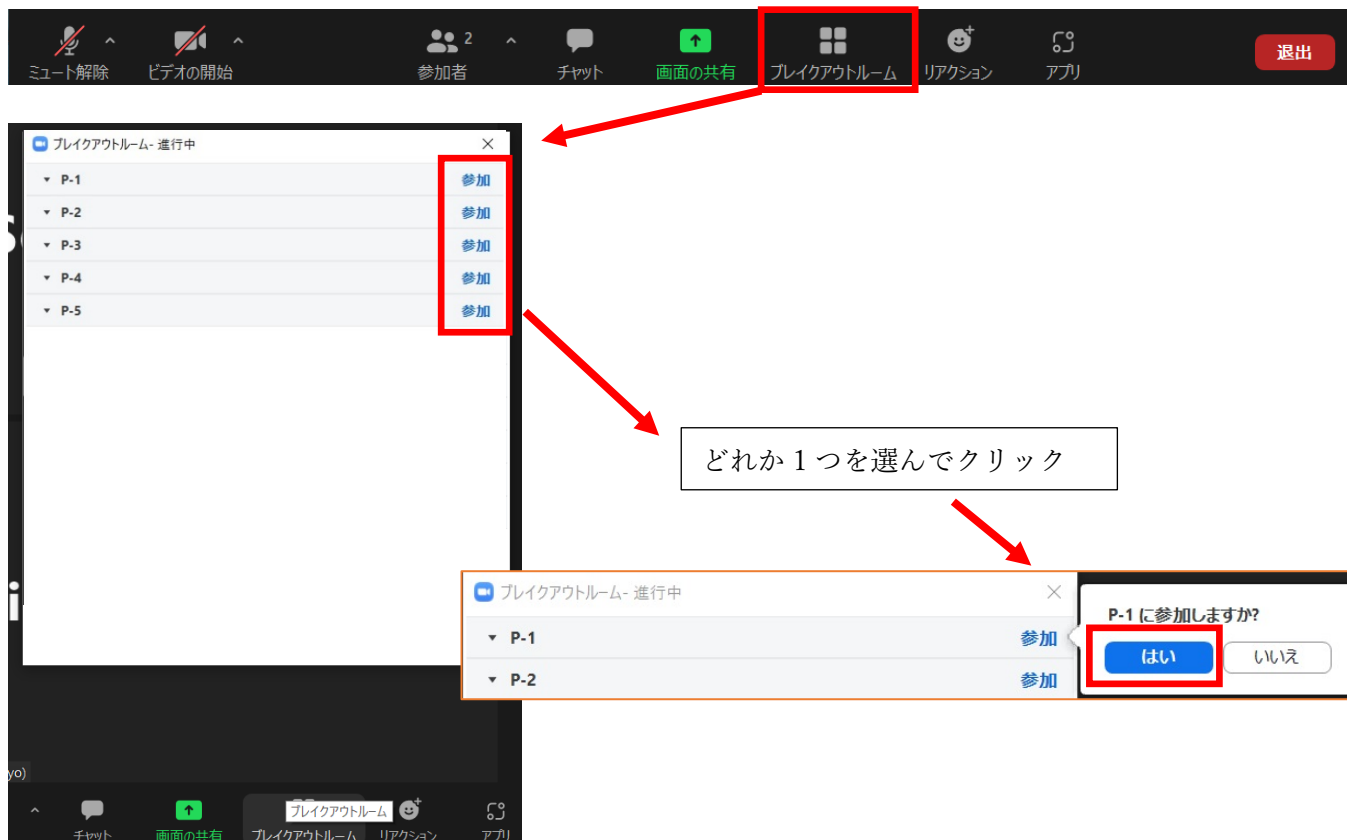 2
ミュート解除 ビデオの開始 参加者 チャット 画面の共有 ブレイクアウトルーム リアクション アプリ 退出
ブレイクアウトルーム- 進行中
P-1 参加
P-2 参加
P-3 参加
P-4 参加
P-5 参加
どれか1つを選んでクリック
ブレイクアウトルーム- 進行中
P-1 参加
P-2 参加
P-1 に参加しますか?
はい いいえ
yo)
ブレイクアウトルーム
チャット 画面の共有 ブレイクアウトルーム リアクション アプリ